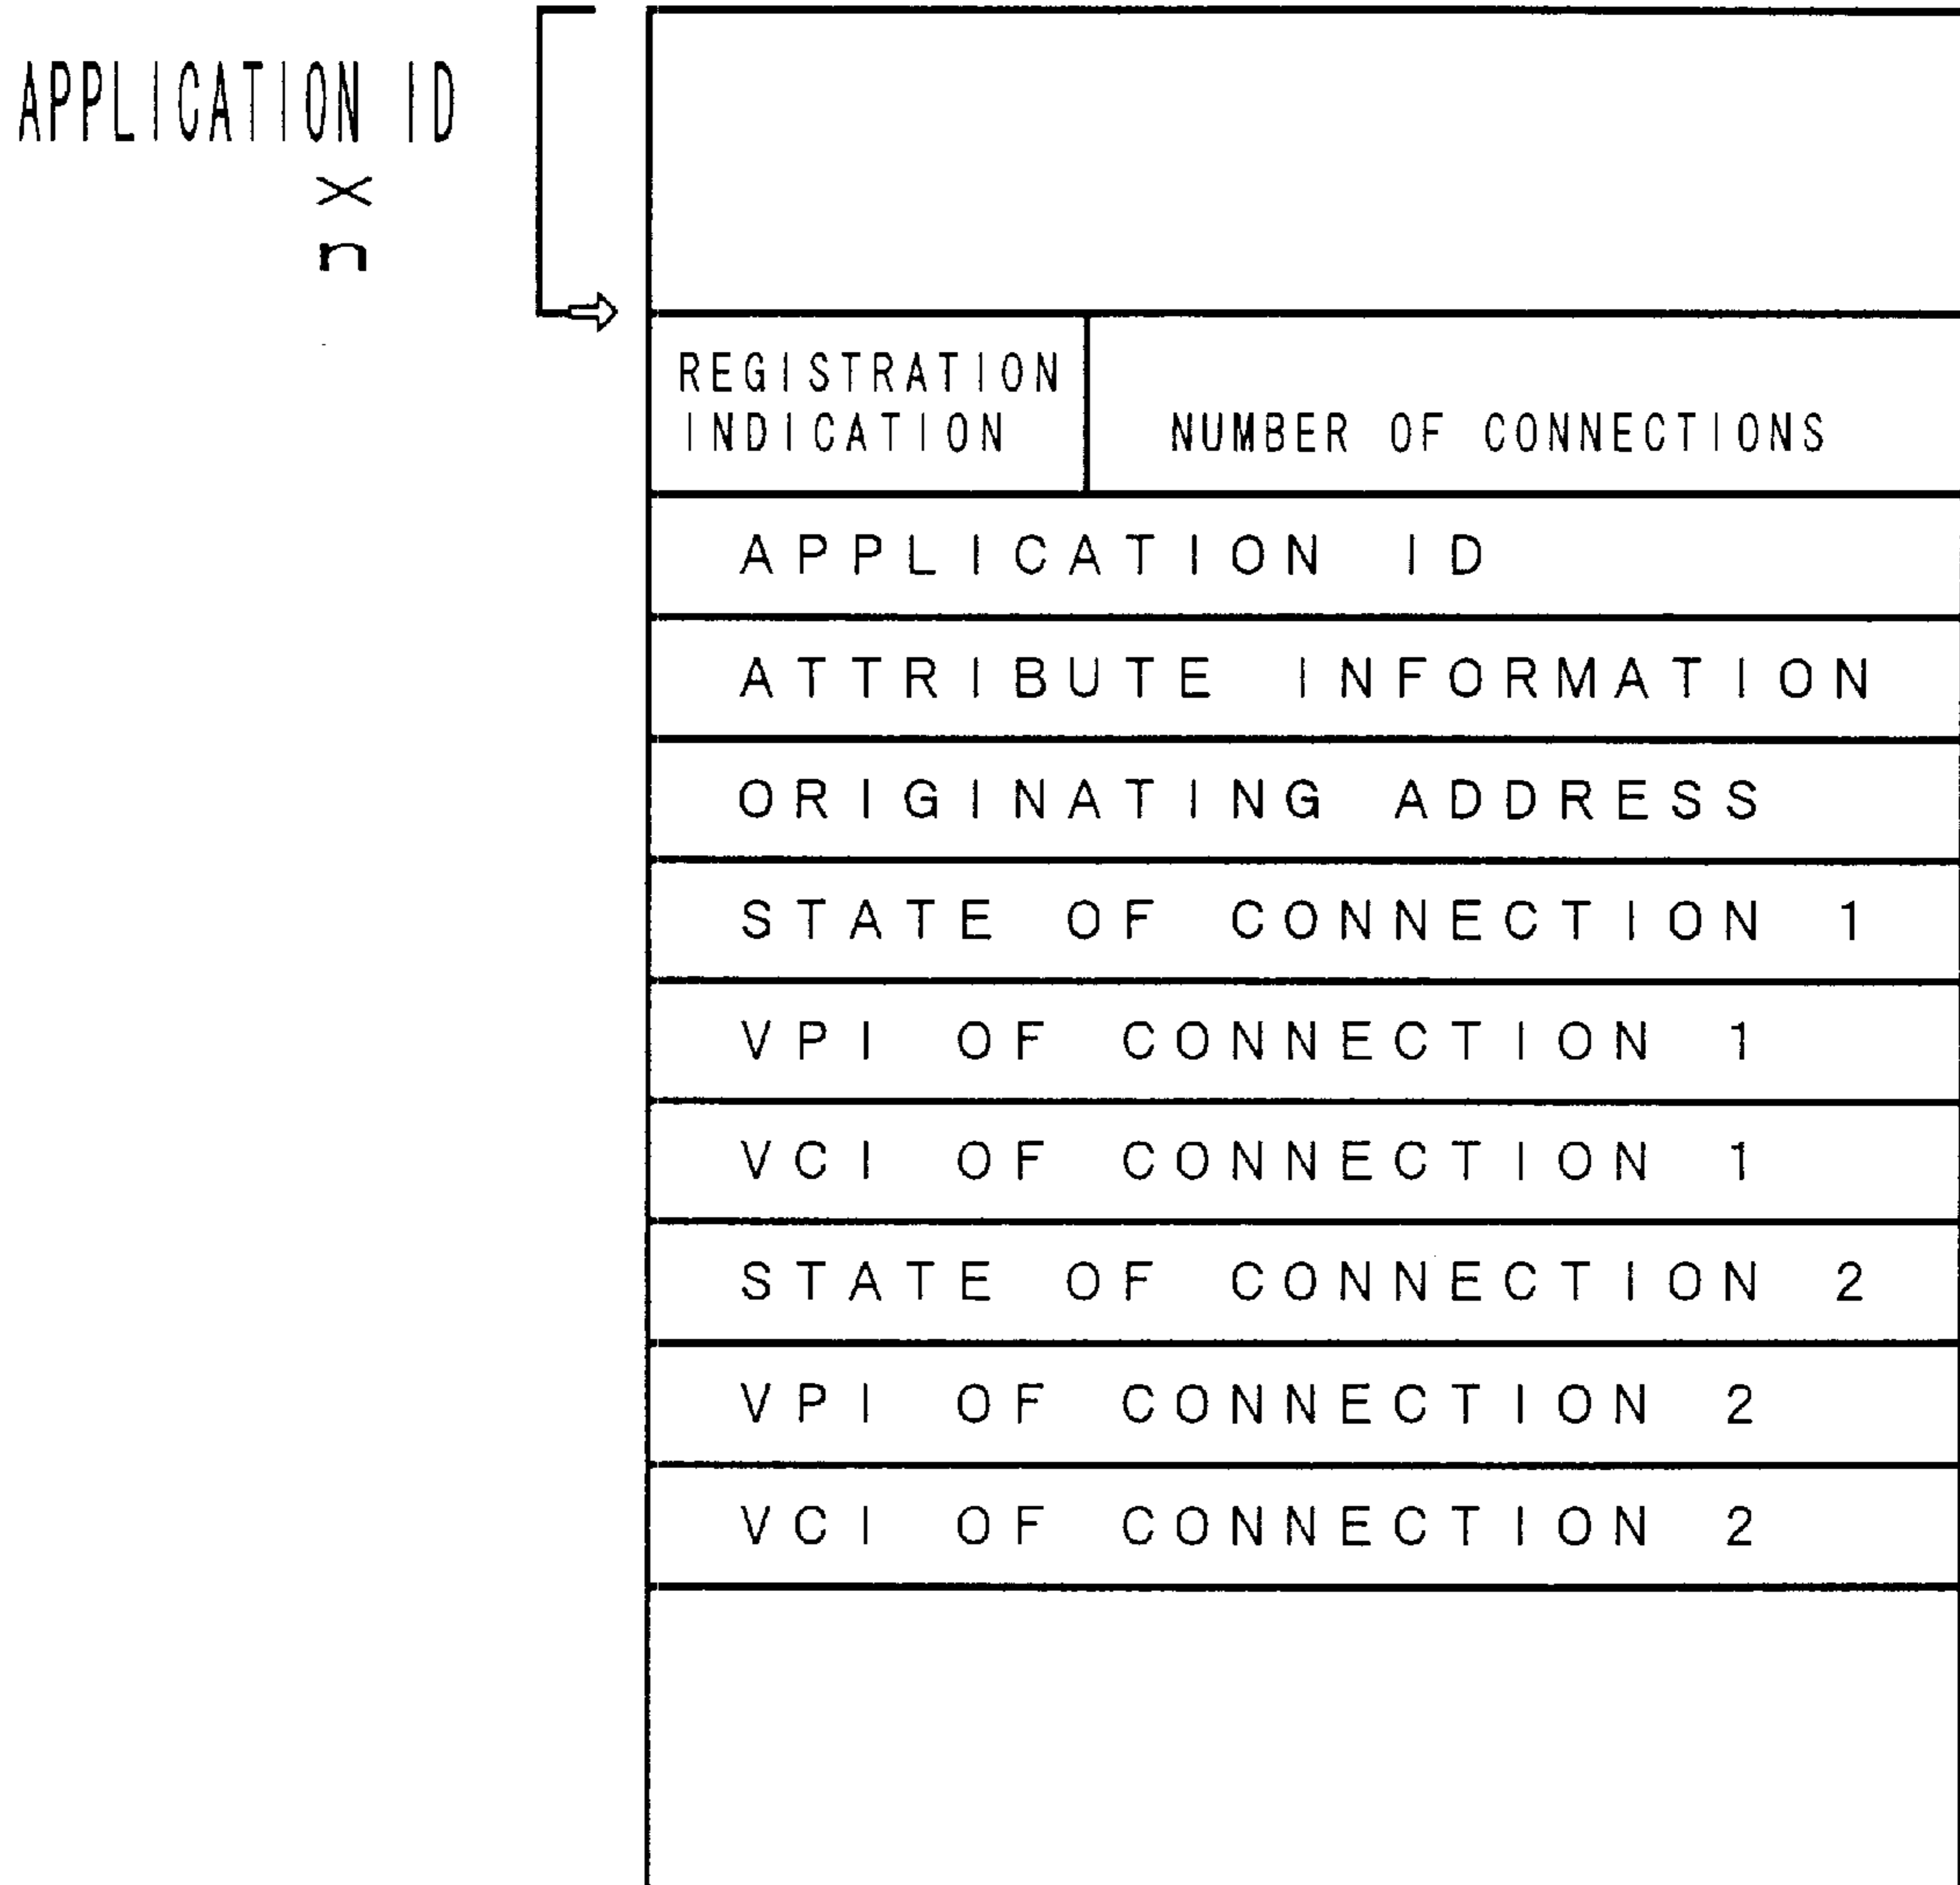 APPLICATION ID
×
n
REGISTRATION
INDICATION
NUMBER OF CONNECTIONS
APPLICATION ID
ATTRIBUTE INFORMATION
ORIGINATING ADDRESS
STATE OF CONNECTION 1
VPI OF CONNECTION 1
VCI OF CONNECTION 1
STATE OF CONNECTION 2
VPI OF CONNECTION 2
VCI OF CONNECTION 2